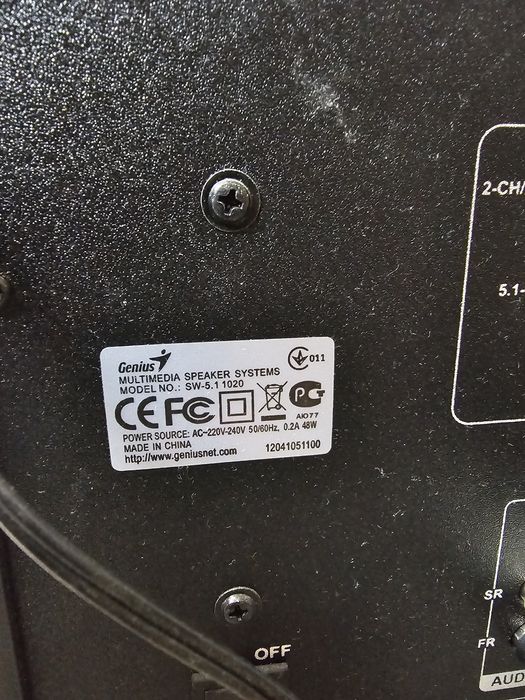 2-CH/
5.1-
Genius
011
MULTIMEDIA SPEAKER SYSTEMS
MODEL NO.: SW-5.1 1020
CE FC
AIO77
POWER SOURCE: AC~220V-240V 50/60Hz, 0.2A 48W
MADE IN CHINA
http://www.geniusnet.com 12041051100
SR
FR
OFF
AUD